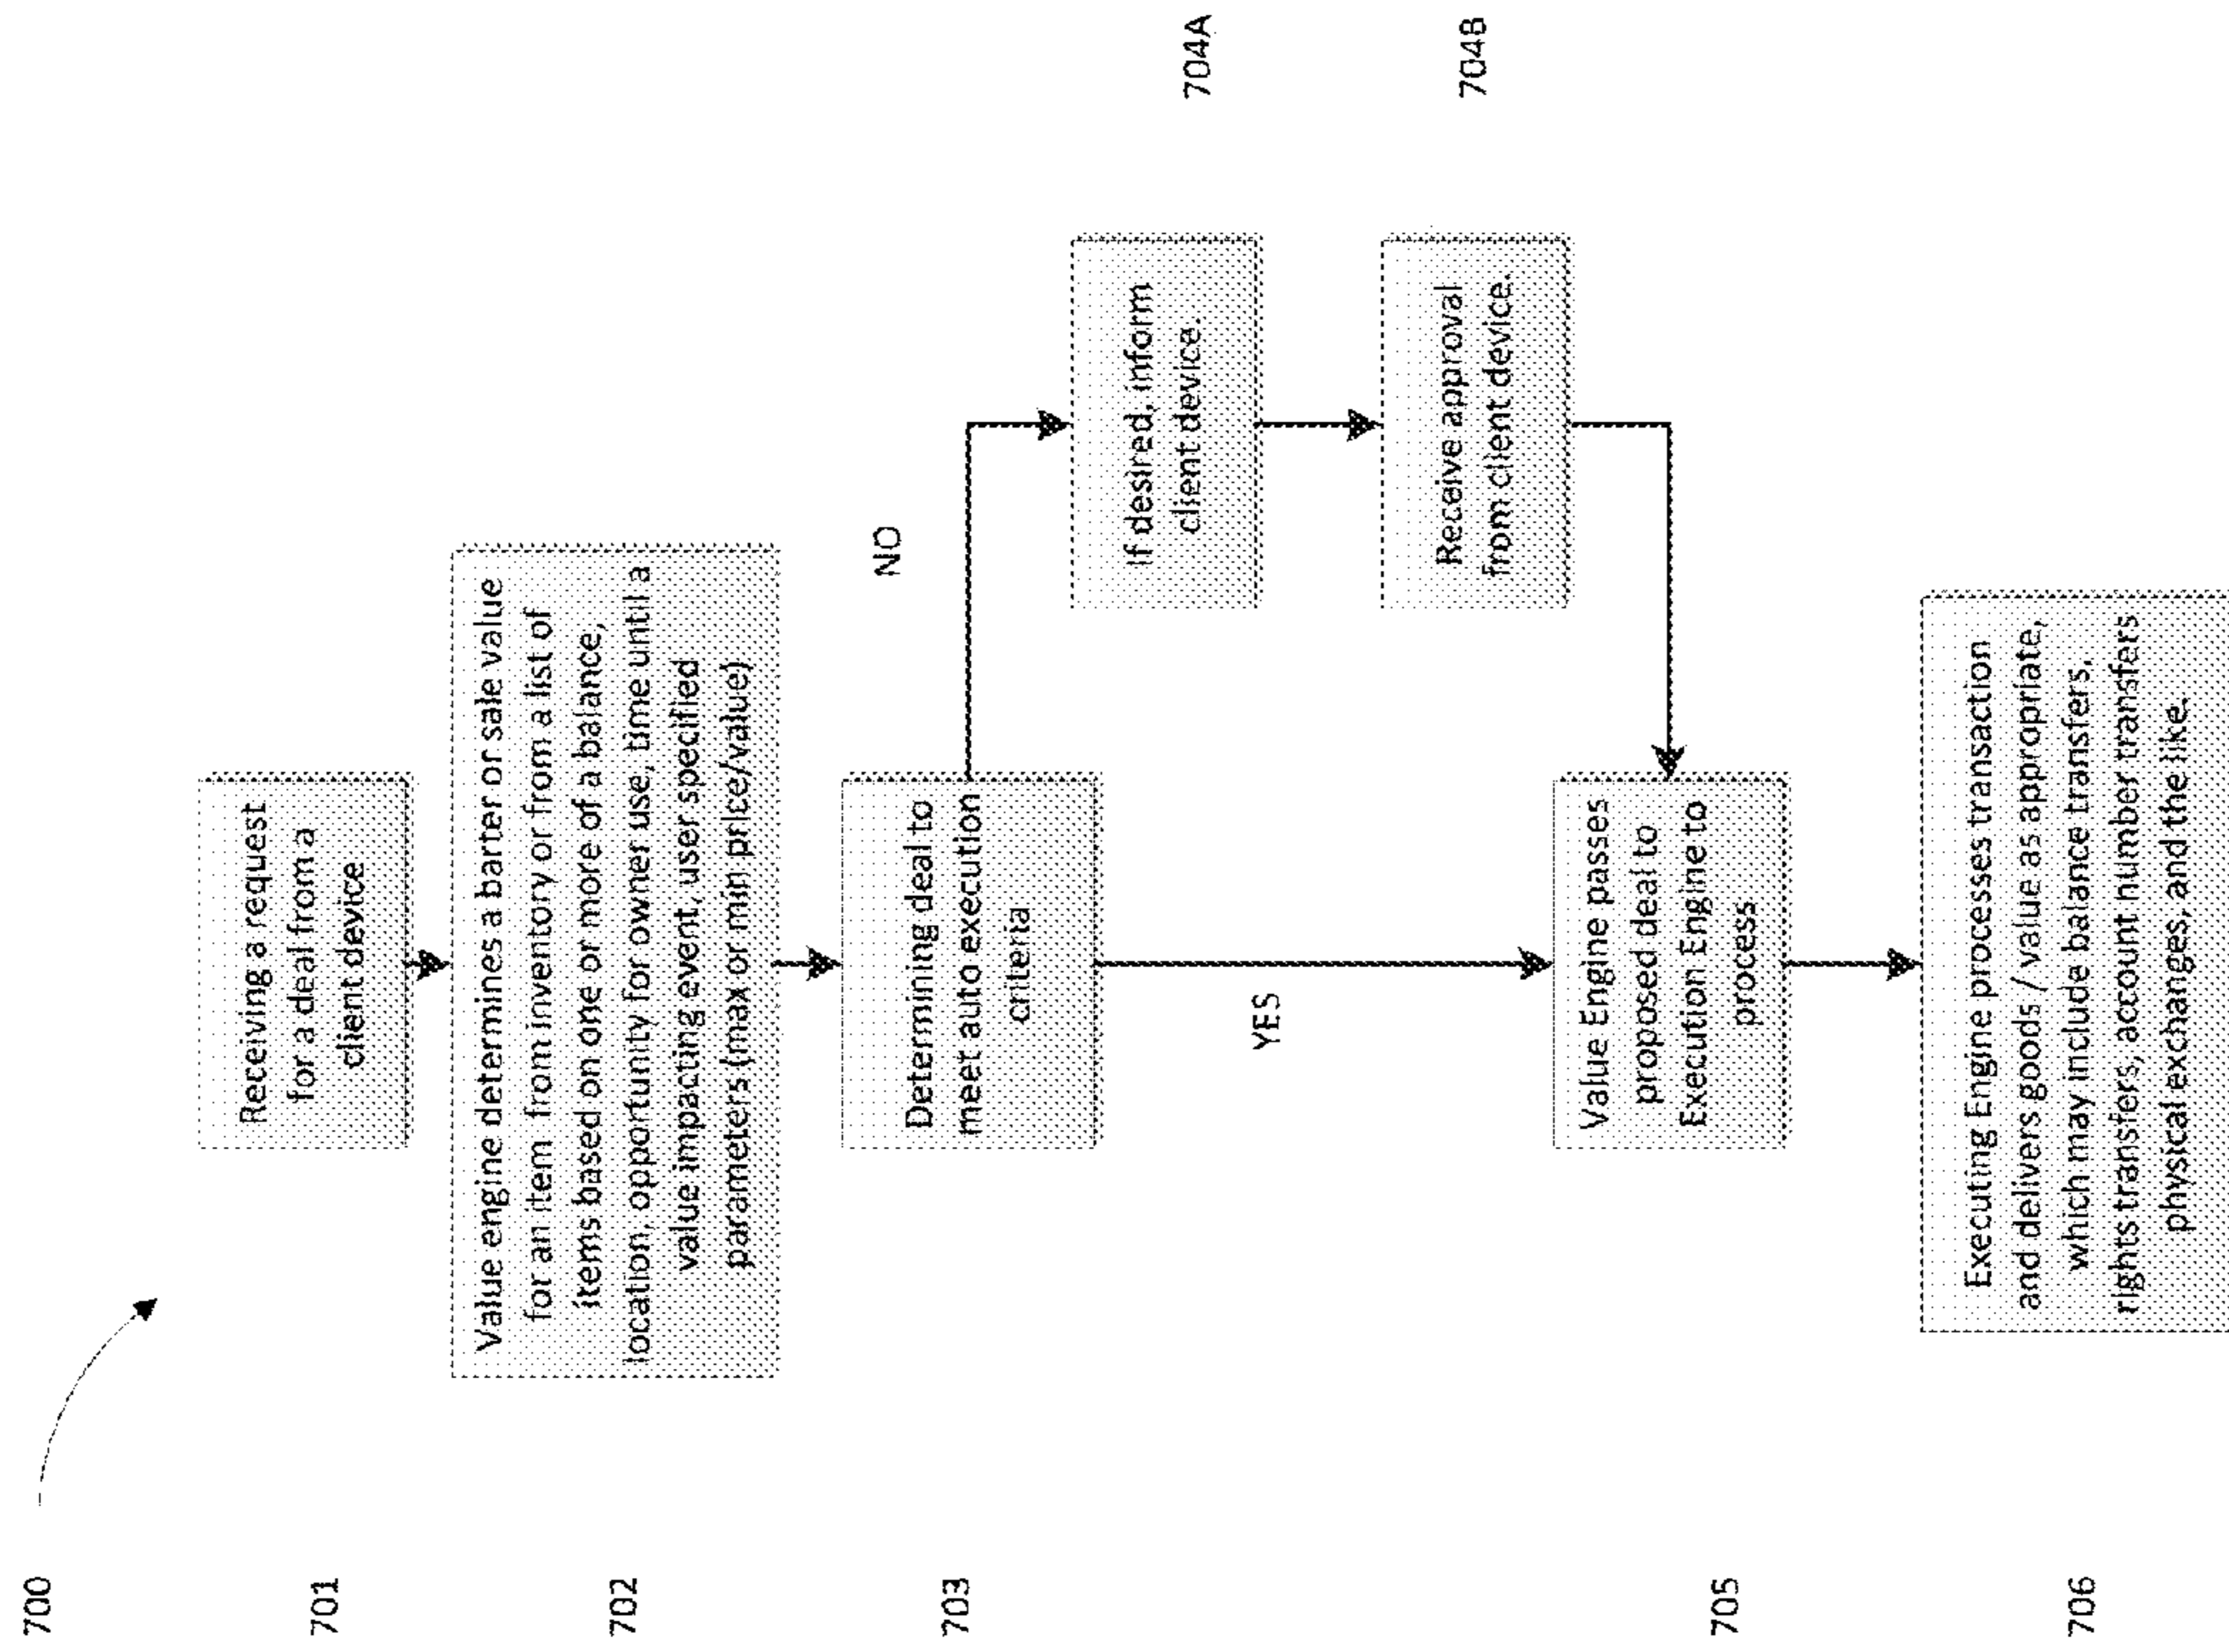 700
701
Receiving a request
for a deal from a
client device
702
Value engine determines a barter or sale value
for an item from inventory or from a list of
items based on one or more of a balance,
location, opportunity for owner use, time until a
value impacting event, user specified
parameters (max or min price/value)
703
Determining deal to
meet auto execution
criteria
NO
YES
If desired, inform
client device.
704A
Receive approval
from client device.
704B
705
Value Engine passes
proposed deal to
Execution Engine to
process
706
Executing Engine processes transaction
and delivers goods / value as appropriate,
which may include balance transfers,
rights transfers, account number transfers
physical exchanges, and the like.